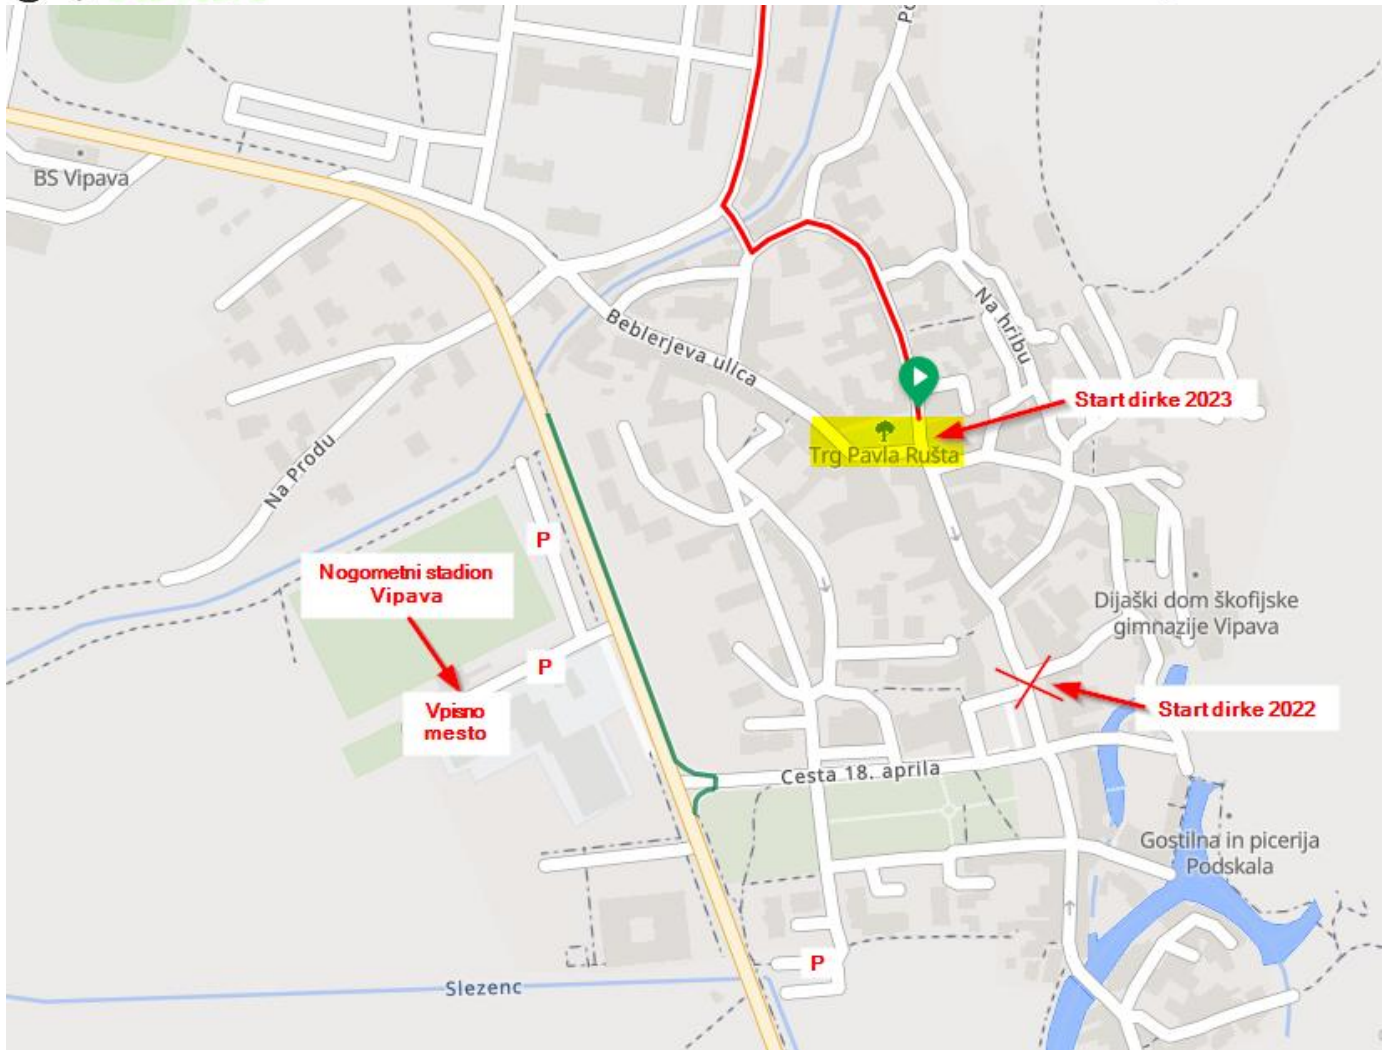 BS Vipava
Na hribu
Beblerjeva ulica
Start dirke 2023
Trg Pavla Rušta
Na Produ
P
Nogometni stadion
Vipava
Dijaški dom škofijske
gimnazije Vipava
P
Vpisno
mesto
Start dirke 2022
Cesta 18. aprila
Gostilna in picerija
Podskala
P
Slezenc